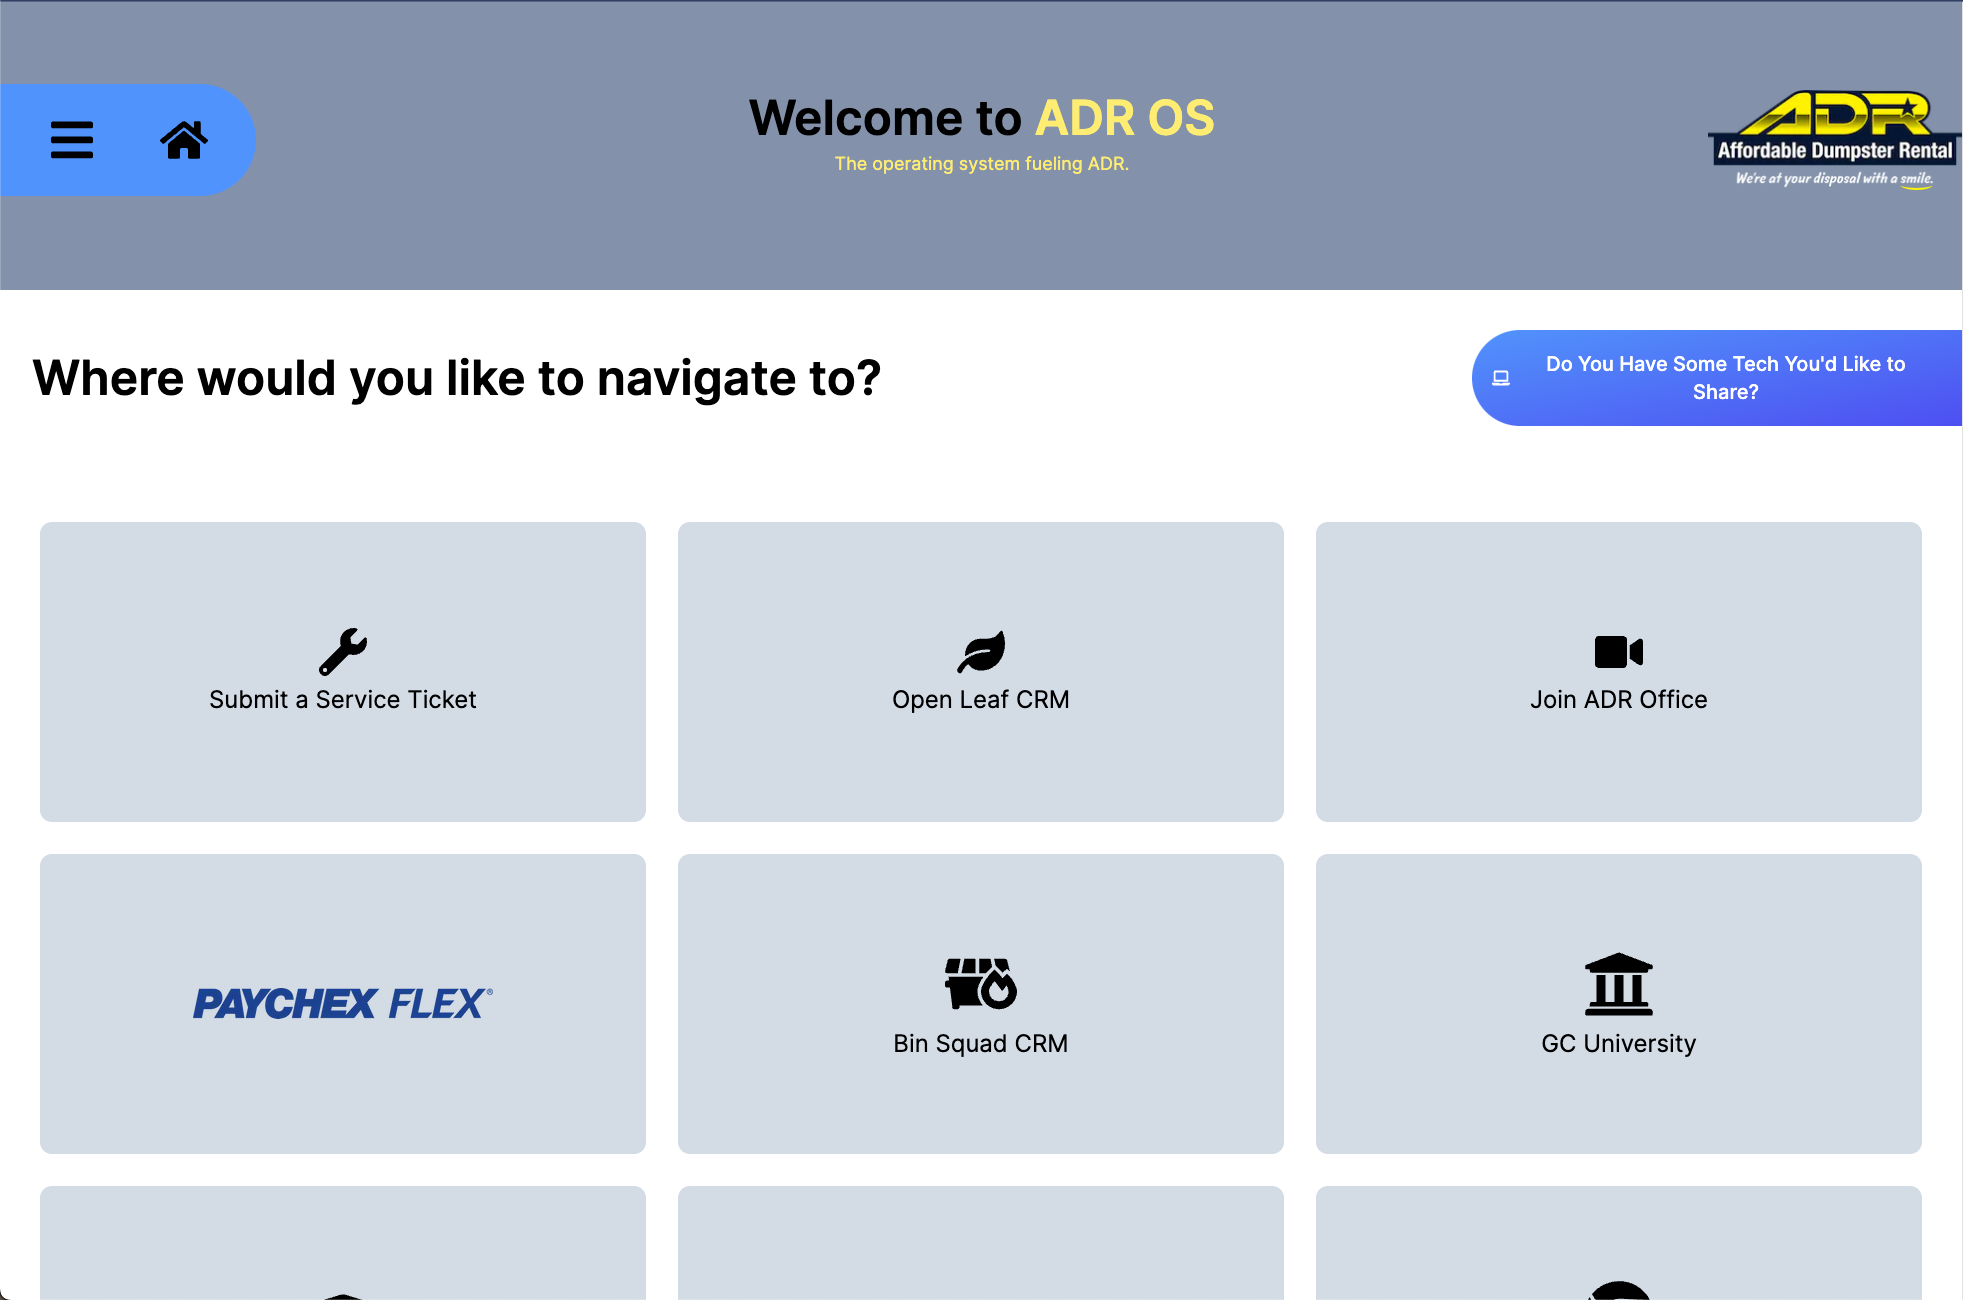 Welcome to ADR OS
The operating system fueling ADR.
ADR
Affordable Dumpster Rental
We're at your disposal with a smile.
Where would you like to navigate to?
Do You Have Some Tech You'd Like to
Share?
Submit a Service Ticket
Open Leaf CRM
Join ADR Office
PAYCHEX FLEX®
Bin Squad CRM
GC University